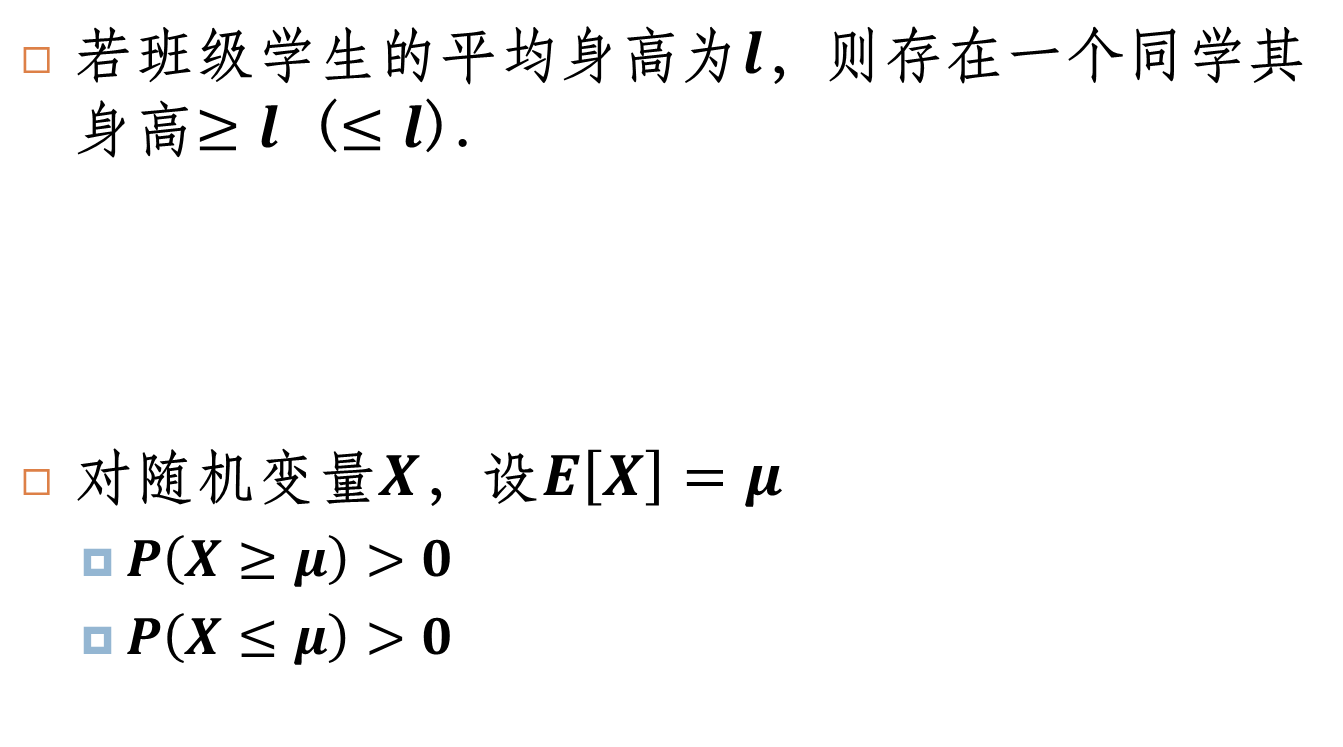 若班级学生的平均身高为l，则存在一个同学其
身高≥ l（≤ l）.
对随机变量X，设E[X] = μ
P(X ≥ μ) > 0
P(X ≤ μ) > 0